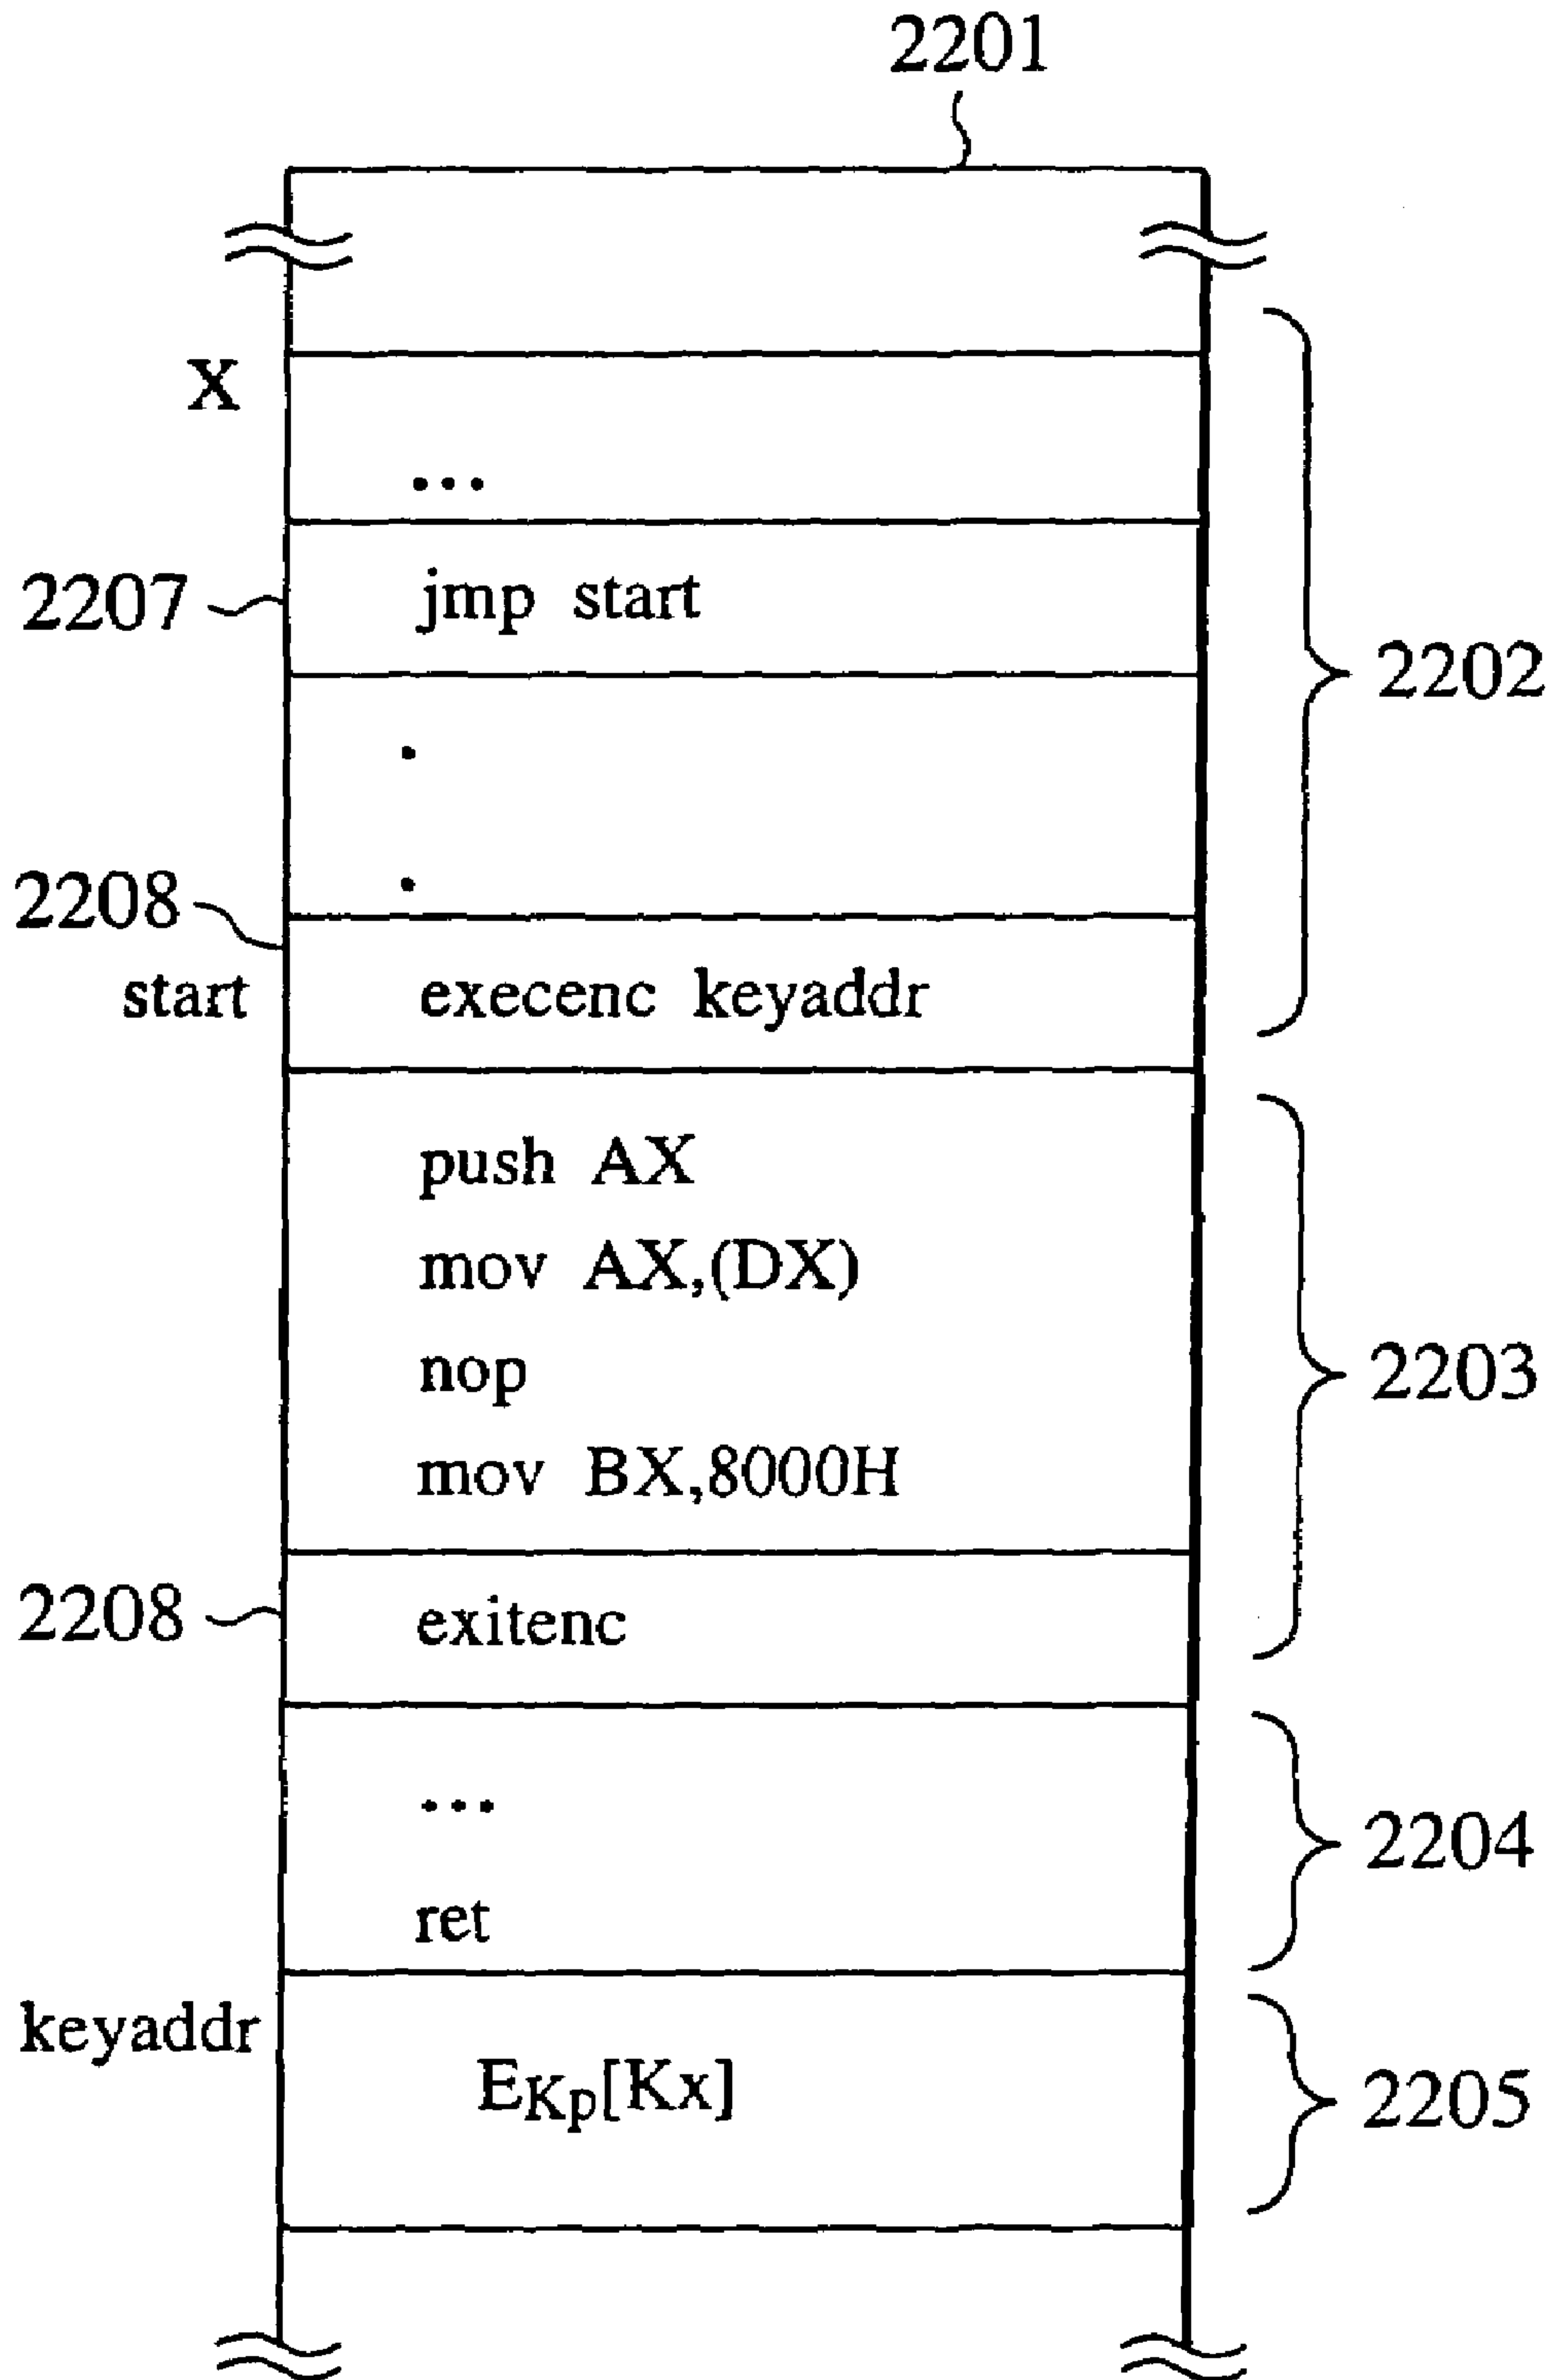 2201
X
...
2207
jmp start
2202
.
.
2208
start
execenc keyaddr
push AX
mov AX,(DX)
nop
2203
mov BX,8000H
2208
exitenc
...
2204
ret
keyaddr
E_Kp[Kx]
2205